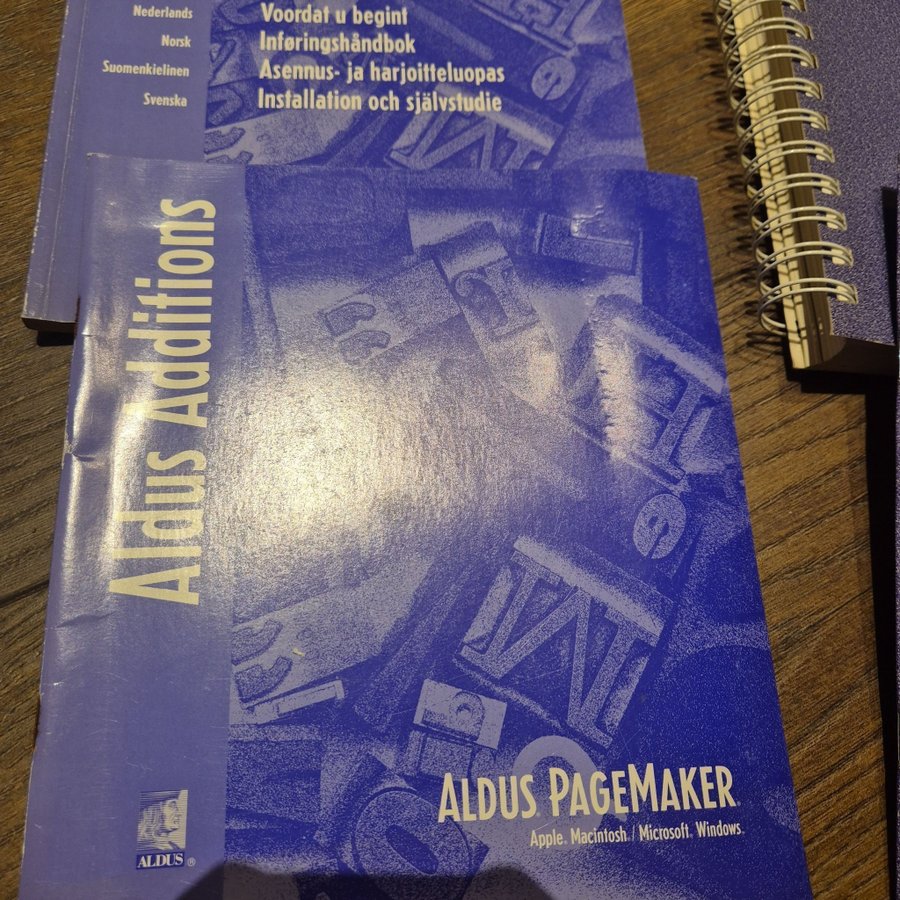 Nederlands Voordat u begint
Norsk Inføringshåndbok
Suomenkielinen Asennus- ja harjoitteluopas
Svenska Installation och självstudie
Aldus Additions
ALDUS PAGEMAKER®
Apple® Macintosh®/Microsoft® Windows™
ALDUS®